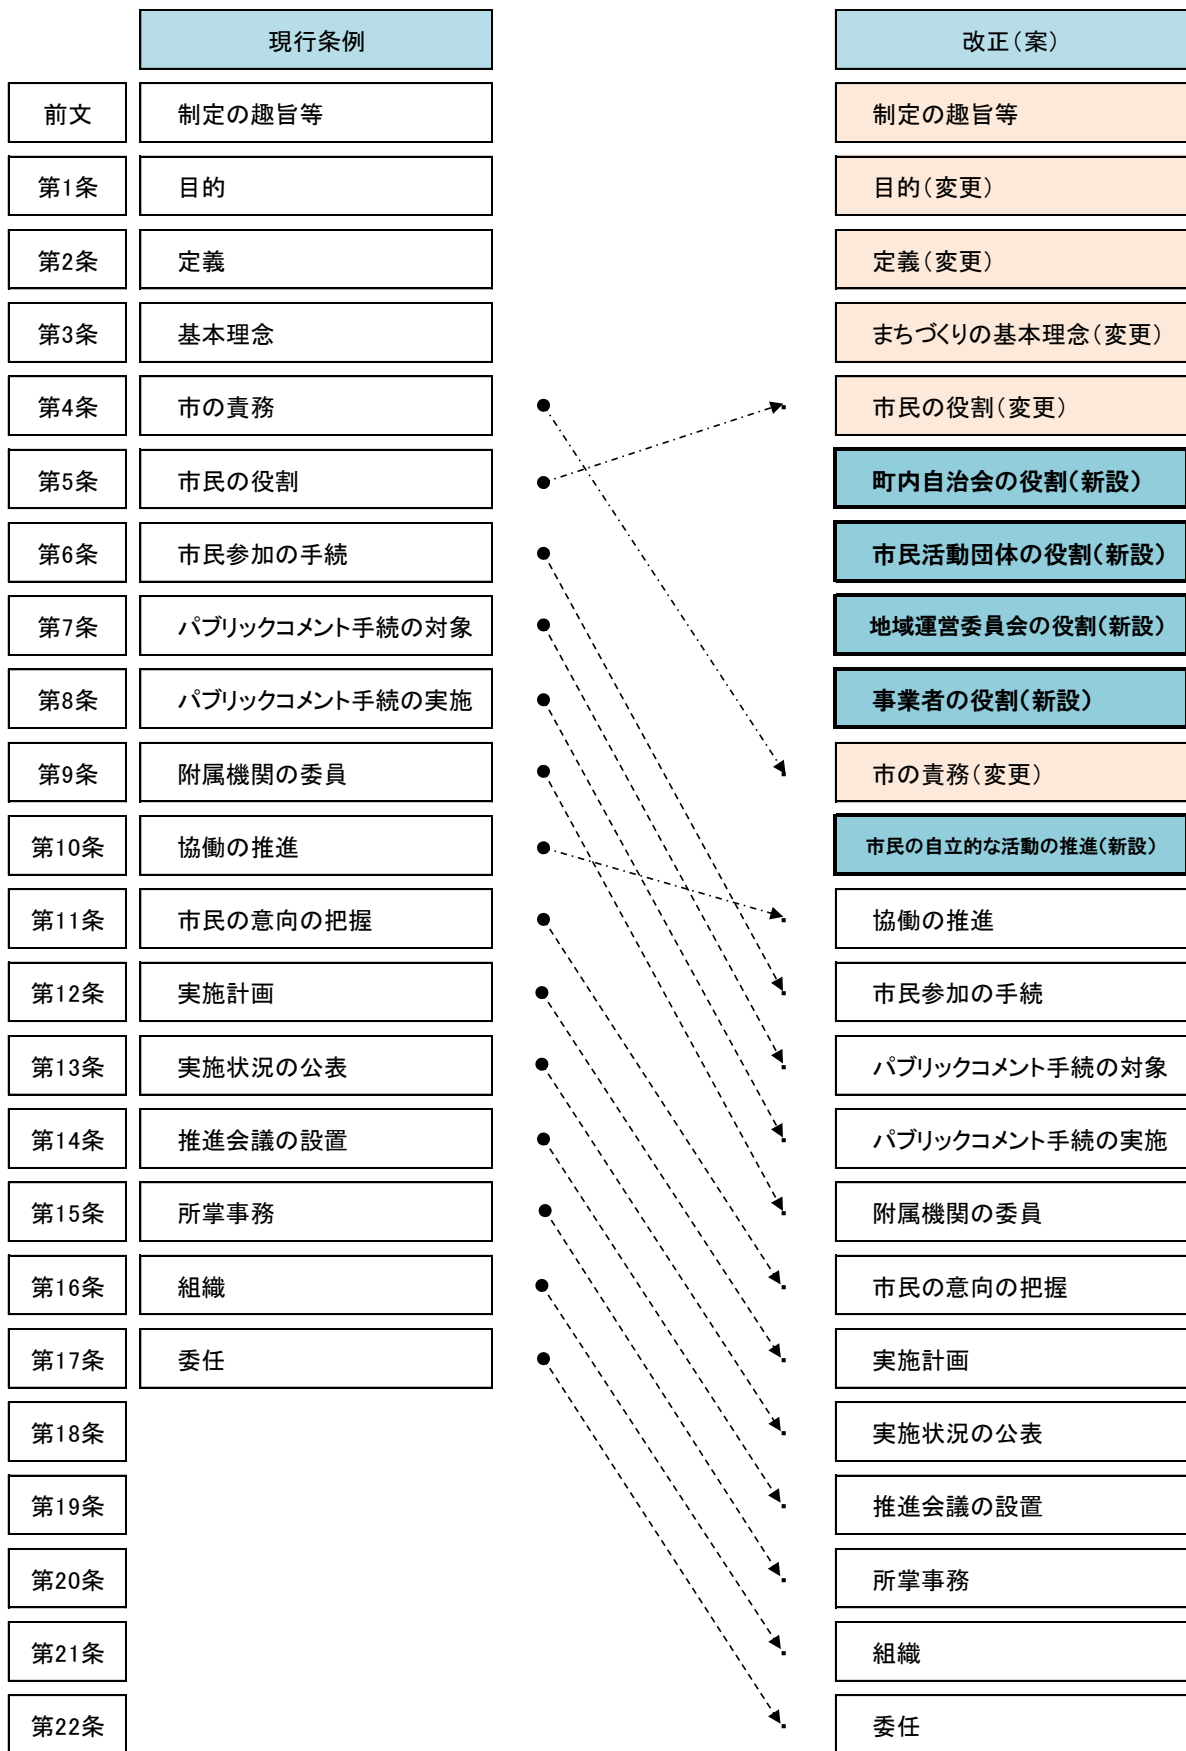 現行条例 改正(案)
前文 制定の趣旨等 制定の趣旨等
第1条 目的 目的(変更)
第2条 定義 定義(変更)
第3条 基本理念 まちづくりの基本理念(変更)
第4条 市の責務 市民の役割(変更)
第5条 市民の役割 町内自治会の役割(新設)
第6条 市民参加の手続 市民活動団体の役割(新設)
第7条 パブリックコメント手続の対象 地域運営委員会の役割(新設)
第8条 パブリックコメント手続の実施 事業者の役割(新設)
第9条 附属機関の委員 市の責務(変更)
第10条 協働の推進 市民の自立的な活動の推進(新設)
第11条 市民の意向の把握 協働の推進
第12条 実施計画 市民参加の手続
第13条 実施状況の公表 パブリックコメント手続の対象
第14条 推進会議の設置 パブリックコメント手続の実施
第15条 所掌事務 附属機関の委員
第16条 組織 市民の意向の把握
第17条 委任 実施計画
第18条 実施状況の公表
第19条 推進会議の設置
第20条 所掌事務
第21条 組織
第22条 委任